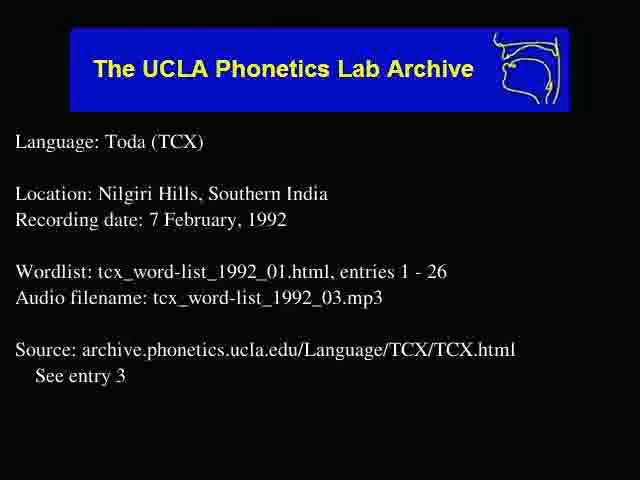 The UCLA Phonetics Lab Archive
Language: Toda (TCX)
Location: Nilgiri Hills, Southern India
Recording date: 7 February, 1992
Wordlist: tcx_word-list_1992_01.html, entries 1 - 26
Audio filename: tcx_word-list_1992_03.mp3
Source: archive.phonetics.ucla.edu/Language/TCX/TCX.html
See entry 3